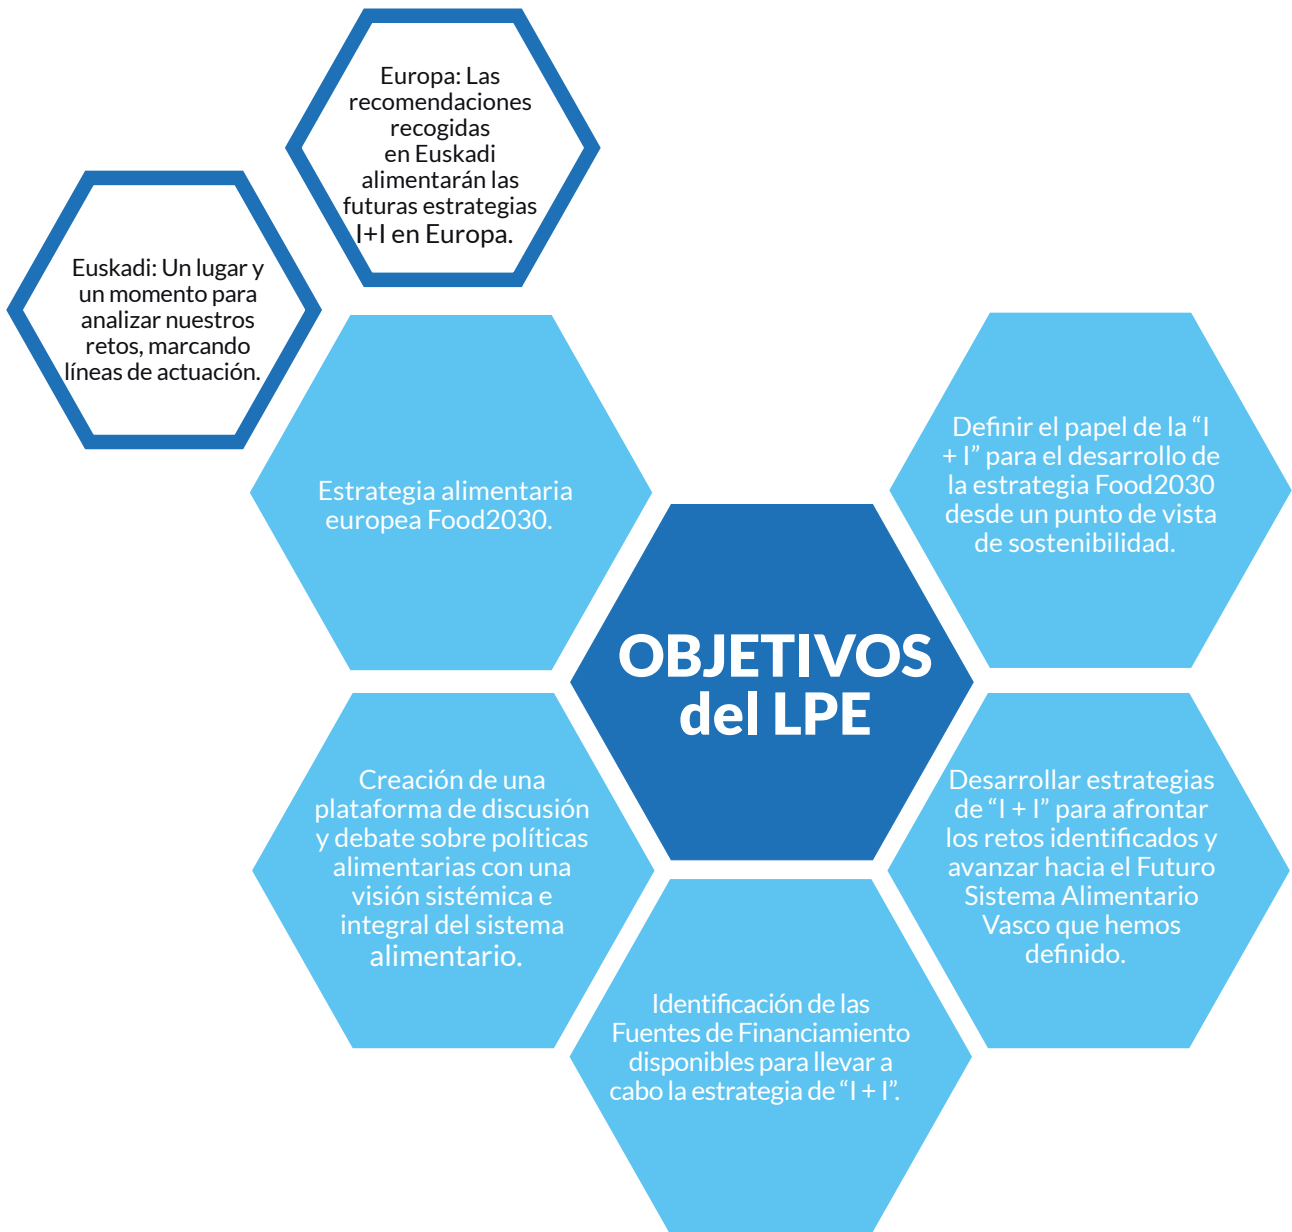 Europa: Las
recomendaciones
recogidas
en Euskadi
alimentarán las
futuras estrategias
I+I en Europa.
Euskadi: Un lugar y
un momento para
analizar nuestros
retos, marcando
líneas de actuación.
Estrategia alimentaria
europea Food2030.
Definir el papel de la “I
+ I” para el desarrollo de
la estrategia Food2030
desde un punto de vista
de sostenibilidad.
OBJETIVOS
del LPE
Creación de una
plataforma de discusión
y debate sobre políticas
alimentarias con una
visión sistémica e
integral del sistema
alimentario.
Desarrollar estrategias
de “I + I” para afrontar
los retos identificados y
avanzar hacia el Futuro
Sistema Alimentario
Vasco que hemos
definido.
Identificación de las
Fuentes de Financiamiento
disponibles para llevar a
cabo la estrategia de “I + I”.